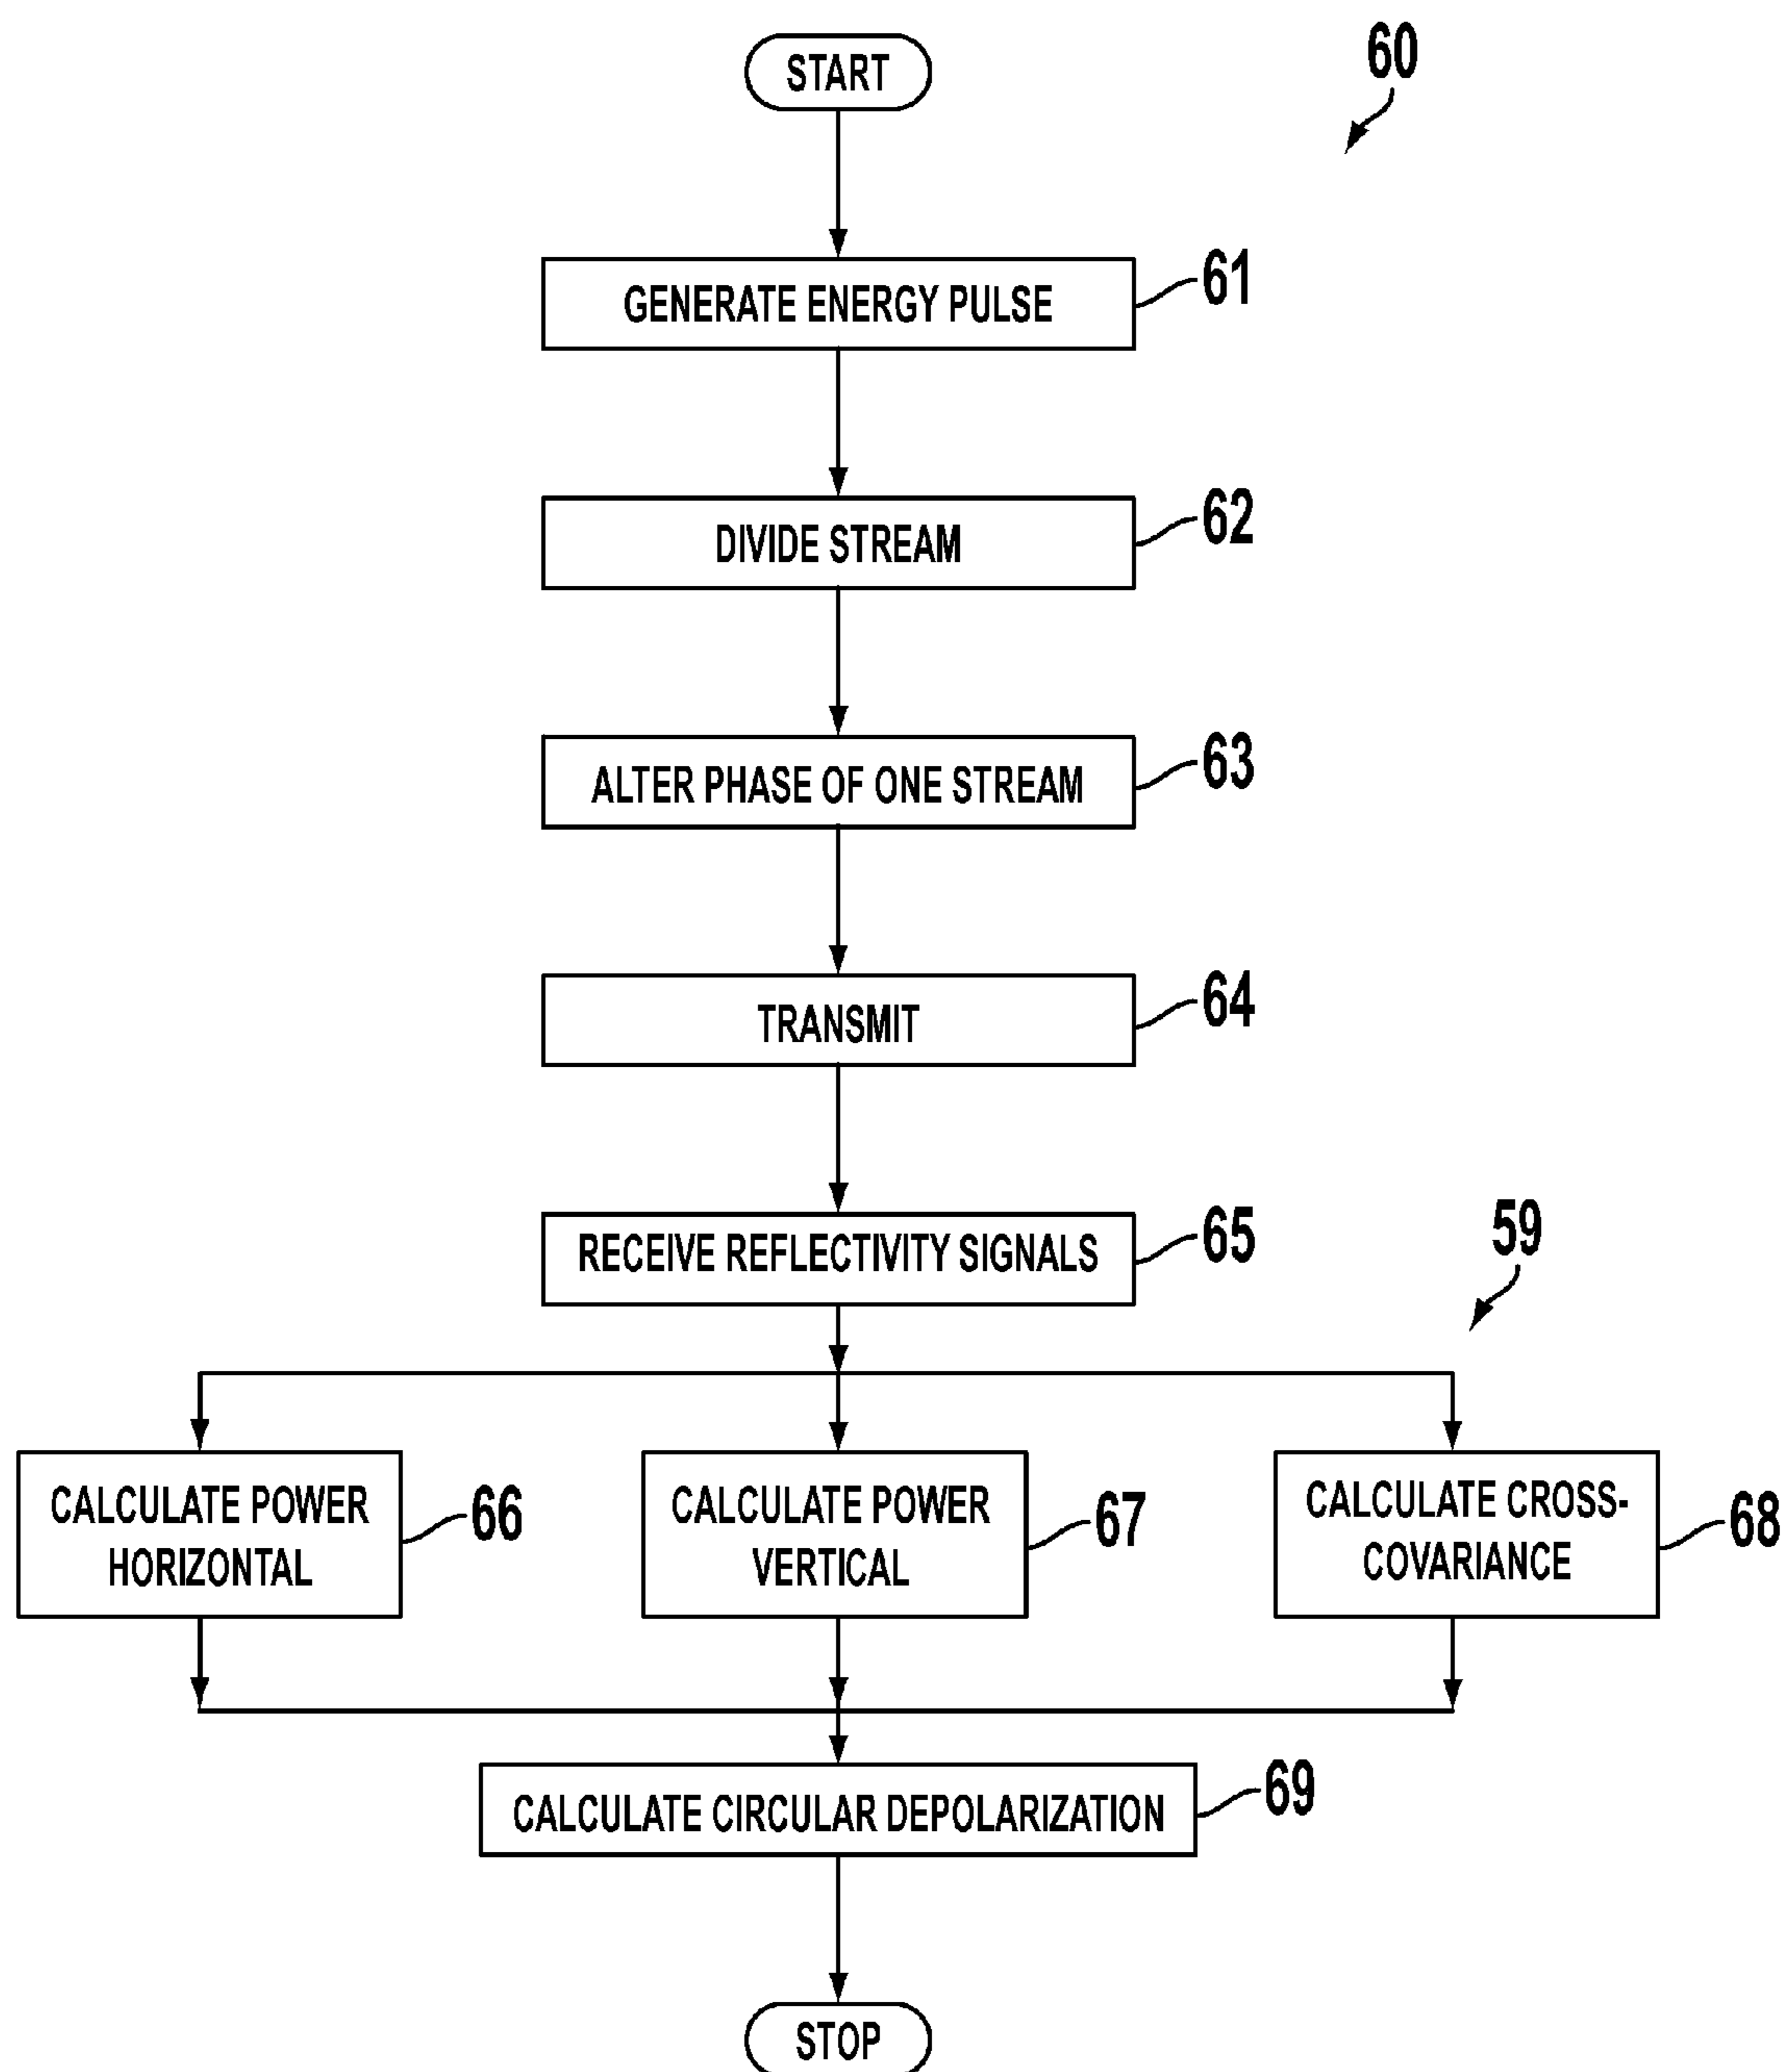 START
60
GENERATE ENERGY PULSE
61
DIVIDE STREAM
62
ALTER PHASE OF ONE STREAM
63
TRANSMIT
64
RECEIVE REFLECTIVITY SIGNALS
65
59
CALCULATE POWER
HORIZONTAL
66
CALCULATE POWER
VERTICAL
67
CALCULATE CROSS-
COVARIANCE
68
CALCULATE CIRCULAR DEPOLARIZATION
69
STOP